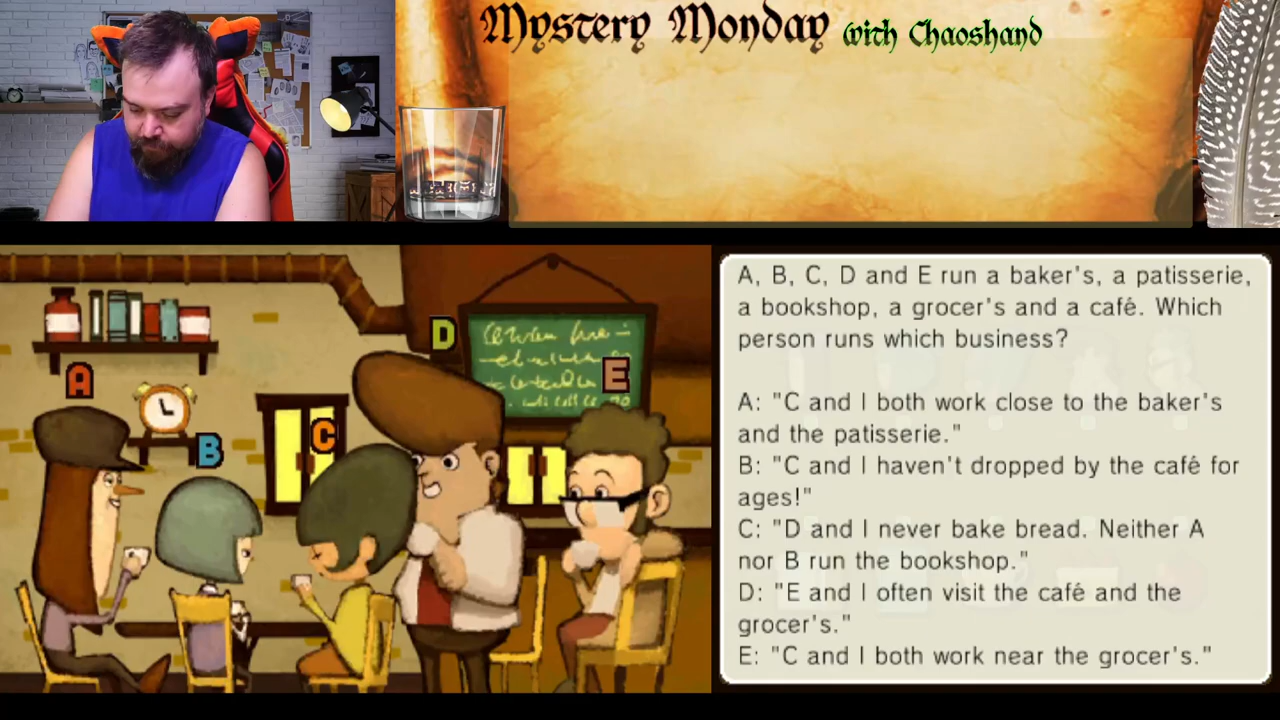 Mystery Monday with Chaoshand
A
B
C
D
E
A, B, C, D and E run a baker's, a patisserie,
a bookshop, a grocer's and a café. Which
person runs which business?
A: "C and I both work close to the baker's
and the patisserie."
B: "C and I haven't dropped by the café for
ages!"
C: "D and I never bake bread. Neither A
nor B run the bookshop."
D: "E and I often visit the café and the
grocer's."
E: "C and I both work near the grocer's."